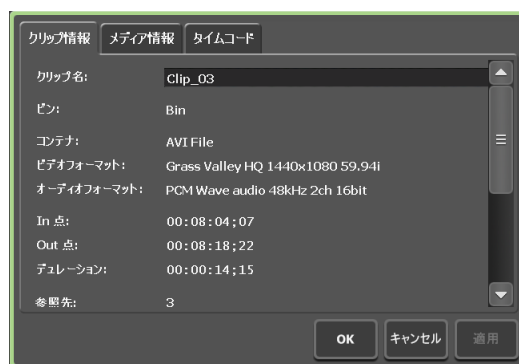 クリップ情報 メディア情報 タイムコード
クリップ名: Clip_03
ビン: Bin
コンテナ: AVI File
ビデオフォーマット: Grass Valley HQ 1440x1080 59.94i
オーディオフォーマット: PCM Wave audio 48kHz 2ch 16bit
In 点: 00:08:04;07
Out 点: 00:08:18;22
デュレーション: 00:00:14;15
参照先: 3
OK キャンセル 適用